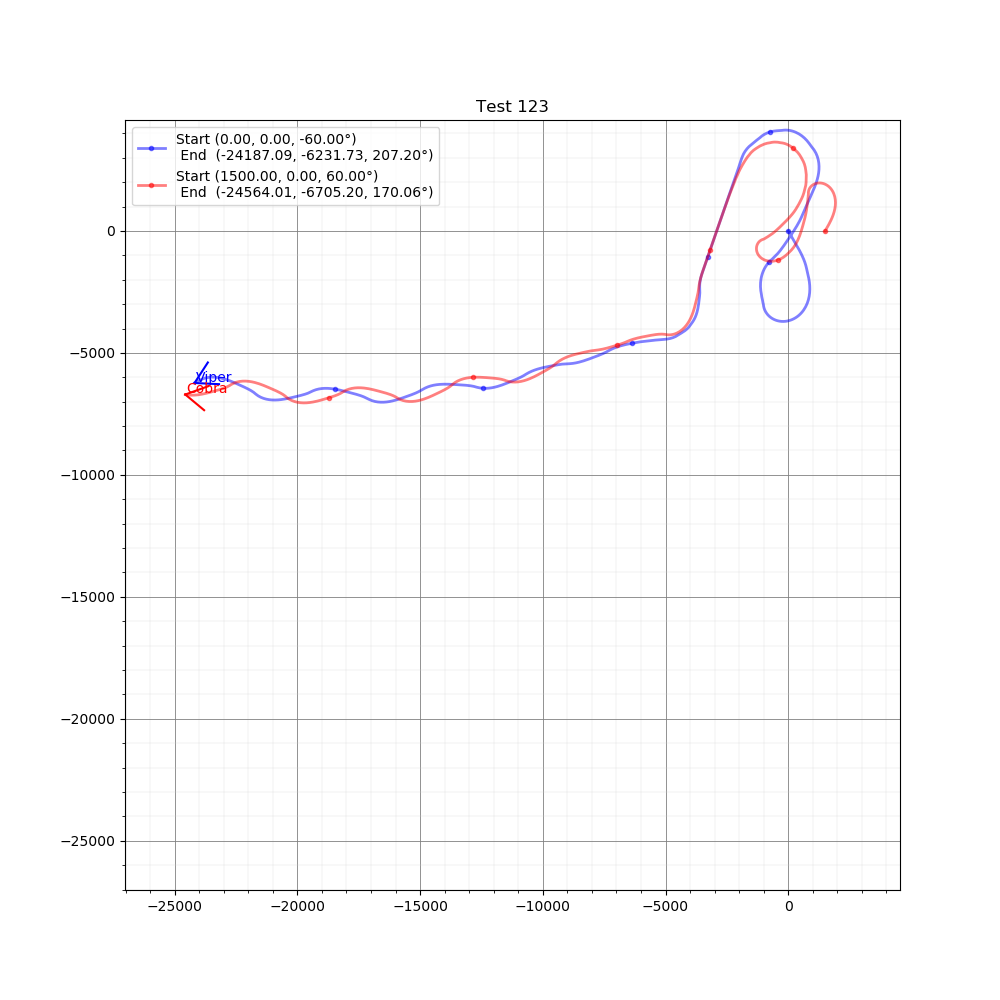 Test 123
Start (0.00, 0.00, -60.00°)
End  (-24187.09, -6231.73, 207.20°)
Start (1500.00, 0.00, 60.00°)
End  (-24564.01, -6705.20, 170.06°)
0
−5000
Viper
Cobra
−10000
−15000
−20000
−25000
−25000 −20000 −15000 −10000 −5000 0